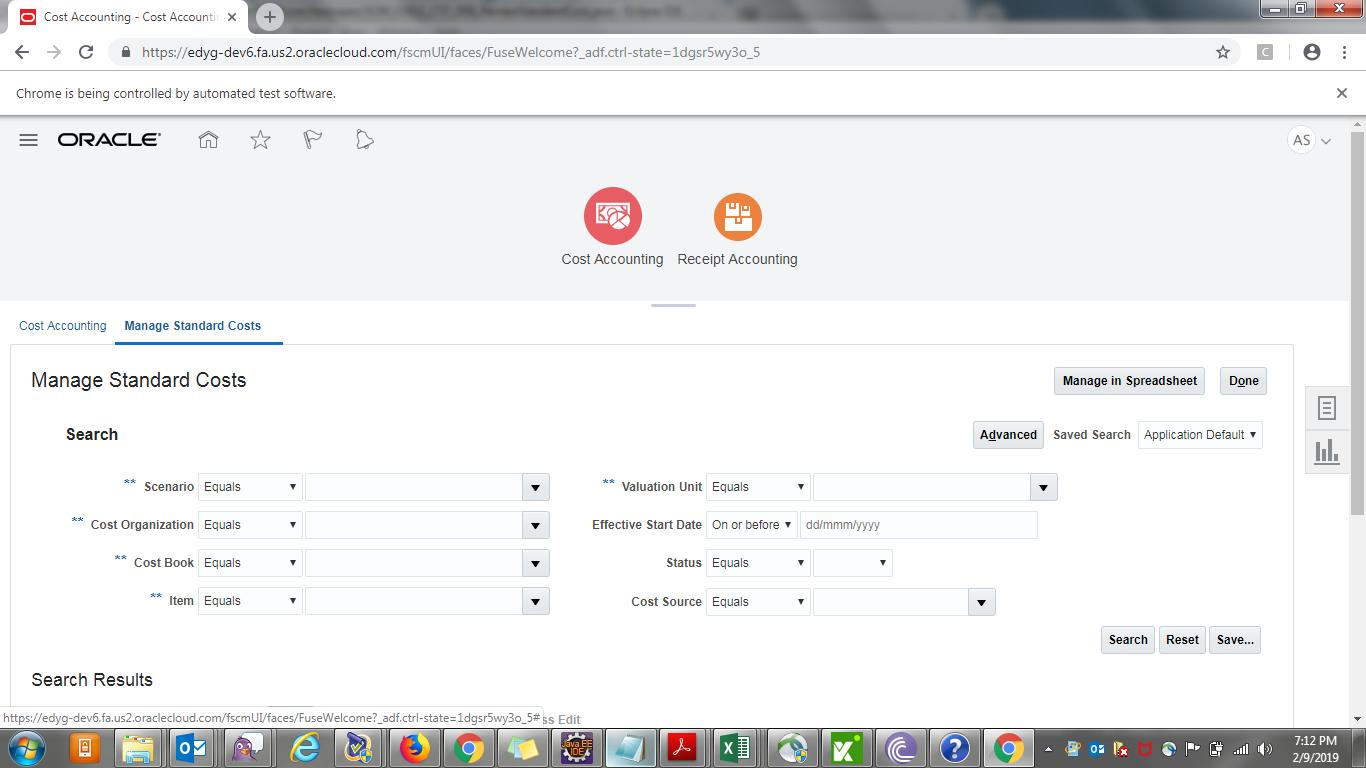 Cost Accounting - Cost Accounti
https://edyg-dev6.fa.us2.oraclecloud.com/fscmUI/faces/FuseWelcome?_adf.ctrl-state=1dgsr5wy3o_5
C
Chrome is being controlled by automated test software.
ORACLE
AS
Cost Accounting Receipt Accounting
Cost Accounting Manage Standard Costs
Manage Standard Costs Manage in Spreadsheet Done
Search Advanced Saved Search Application Default
** Scenario Equals ** Valuation Unit Equals
** Cost Organization Equals Effective Start Date On or before dd/mmm/yyyy
** Cost Book Equals Status Equals
** Item Equals Cost Source Equals
Search Reset Save...
Search Results
https://edyg-dev6.fa.us2.oraclecloud.com/fscmUI/faces/FuseWelcome?_adf.ctrl-state=1dgsr5wy3o_5# ss Edit
Java EE
IDE
7:12 PM
2/9/2019